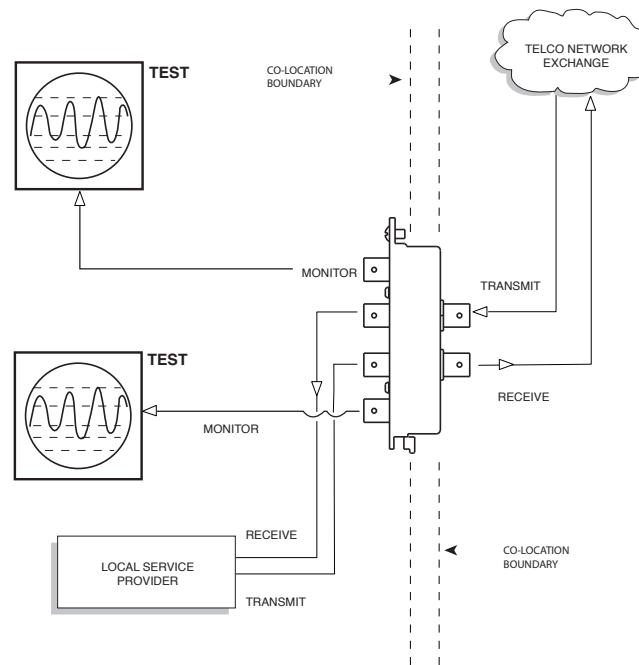 TELCO NETWORK
EXCHANGE
TEST
CO-LOCATION
BOUNDARY
MONITOR
TRANSMIT
TEST
RECEIVE
MONITOR
RECEIVE
LOCAL SERVICE
PROVIDER
TRANSMIT
CO-LOCATION
BOUNDARY